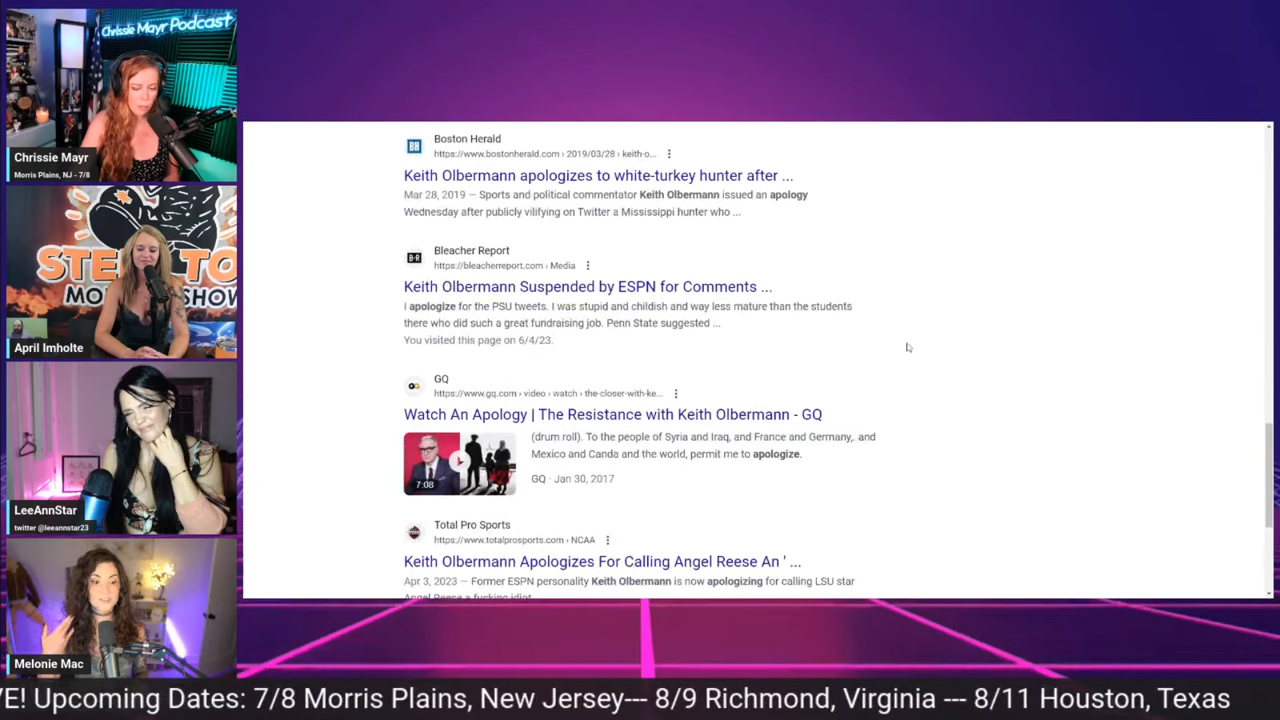 Chrissie Mayr Podcast
Chrissie Mayr
Morris Plains, NJ - 7/8
STE
TO
MO
SHOW
April Imholte
LeeAnnStar
twitter @leeannstar23
Melonie Mac
BH
Boston Herald
https://www.bostonherald.com › 2019/03/28 › keith-o...
Keith Olbermann apologizes to white-turkey hunter after ...
Mar 28, 2019 — Sports and political commentator Keith Olbermann issued an apology
Wednesday after publicly vilifying on Twitter a Mississippi hunter who ...
B·R
Bleacher Report
https://bleacherreport.com › Media
Keith Olbermann Suspended by ESPN for Comments ...
I apologize for the PSU tweets. I was stupid and childish and way less mature than the students
there who did such a great fundraising job. Penn State suggested ...
You visited this page on 6/4/23.
GQ
https://www.gq.com › video › watch › the-closer-with-ke...
Watch An Apology | The Resistance with Keith Olbermann - GQ
(drum roll). To the people of Syria and Iraq, and France and Germany,. and
Mexico and Canda and the world, permit me to apologize.
7:08
GQ · Jan 30, 2017
Total Pro Sports
https://www.totalprosports.com › NCAA
Keith Olbermann Apologizes For Calling Angel Reese An ' ...
Apr 3, 2023 — Former ESPN personality Keith Olbermann is now apologizing for calling LSU star
Angel Reese a fucking idiot
VE! Upcoming Dates: 7/8 Morris Plains, New Jersey--- 8/9 Richmond, Virginia --- 8/11 Houston, Texas